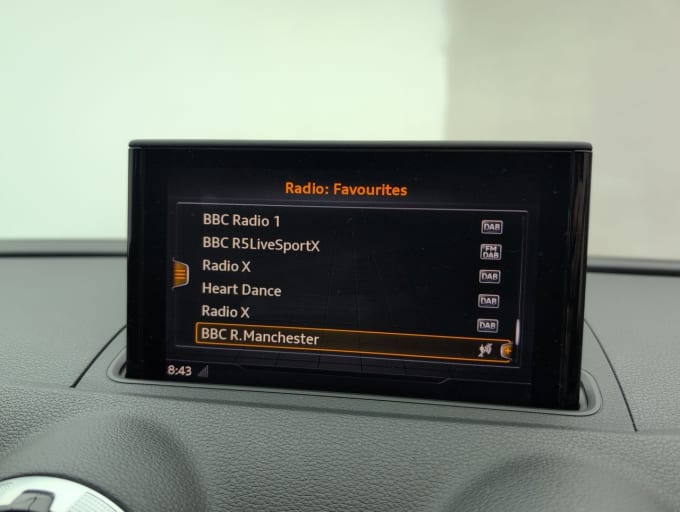 Radio: Favourites
BBC Radio 1 DAB
BBC R5LiveSportX FM DAB
Radio X DAB
Heart Dance DAB
Radio X DAB
BBC R.Manchester
8:43